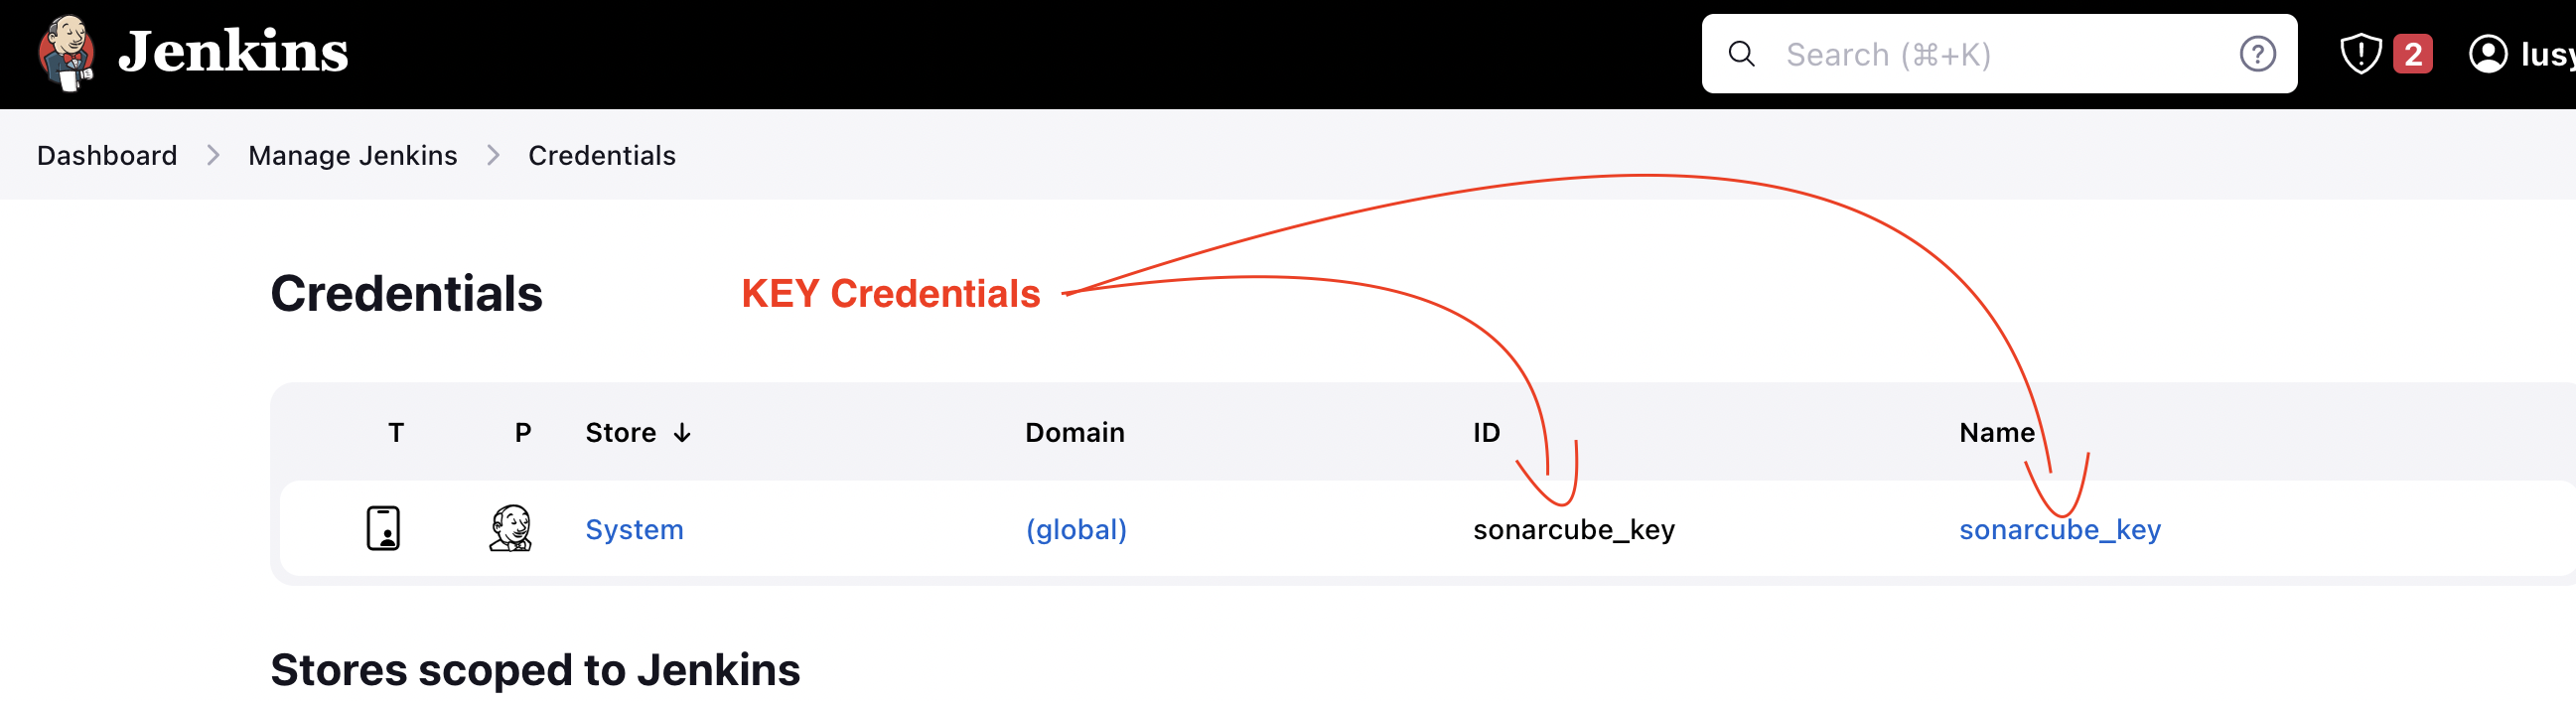 Jenkins
Search (⌘+K)
2
lusy
Dashboard > Manage Jenkins > Credentials
Credentials
KEY Credentials
T P Store ↓ Domain ID Name
System (global) sonarcube_key sonarcube_key
Stores scoped to Jenkins